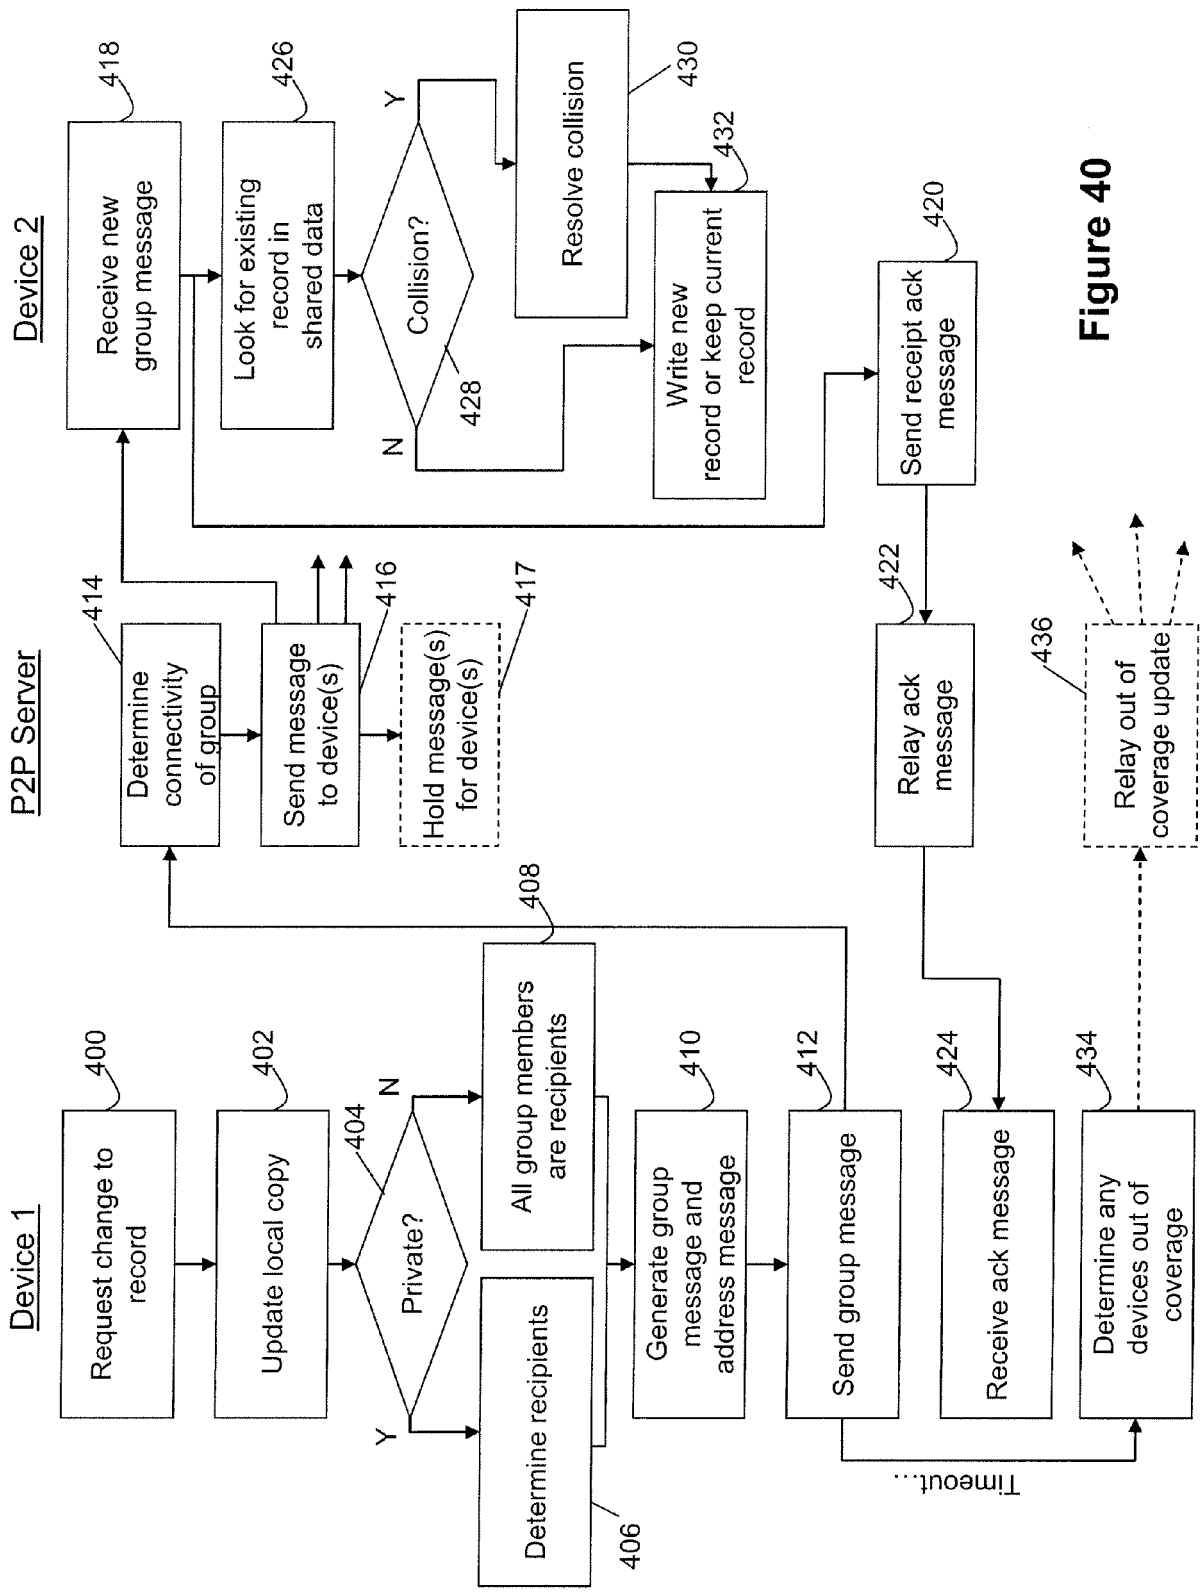 Device 1
P2P Server
Device 2
400
Request change to
record
402
Update local copy
404
Private?
Y
N
Determine recipients
406
408
All group members
are recipients
410
Generate group
message and
address message
412
Send group message
Timeout....
424
Receive ack message
434
Determine any
devices out of
coverage
414
Determine
connectivity
of group
416
Send message
to device(s)
417
Hold message(s)
for device(s)
422
Relay ack
message
436
Relay out of
coverage update
418
Receive new
group message
426
Look for existing
record in
shared data
Collision?
428
N
Y
430
Resolve collision
432
Write new
record or keep current
record
420
Send receipt ack
message
Figure 40